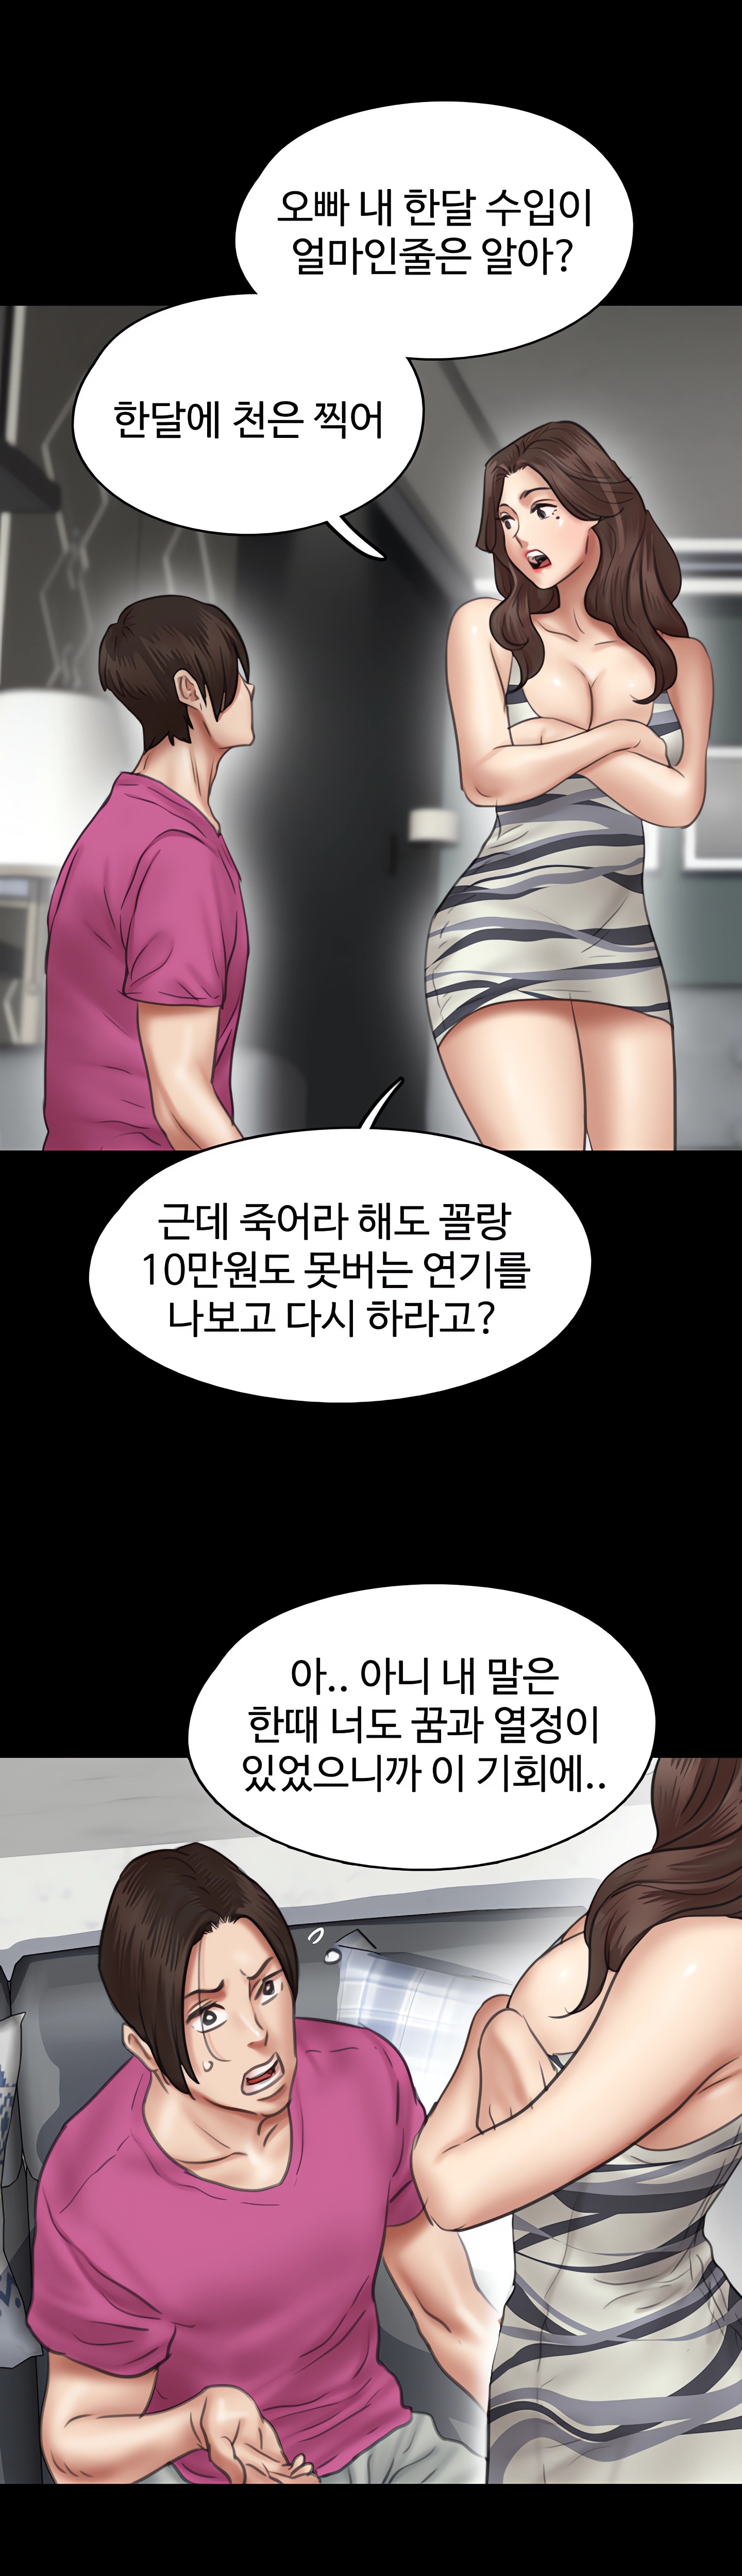 오빠 내 한달 수입이
얼마인줄은 알아?
한달에 천은 찍어
근데 죽어라 해도 꼴랑
10만원도 못버는 연기를
나보고 다시 하라고?
아.. 아니 내 말은
한때 너도 꿈과 열정이
있었으니까 이 기회에..